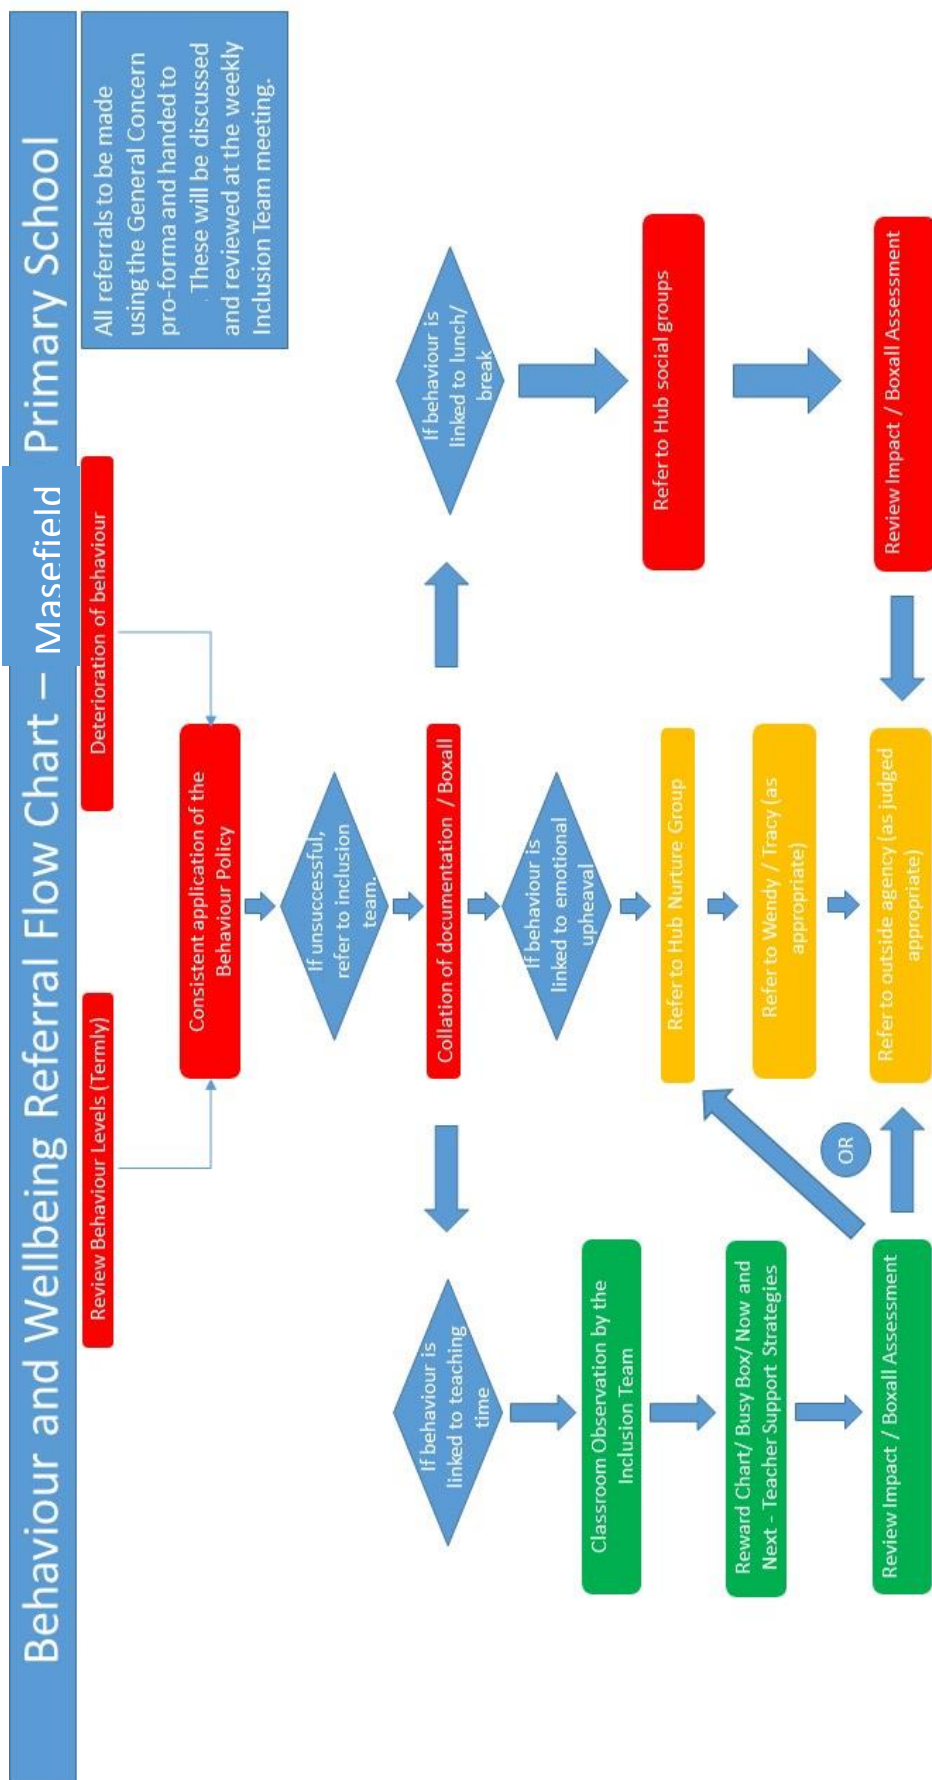 Behaviour and Wellbeing Referral Flow Chart – Masefield Primary School
All referrals to be made
using the General Concern
pro-forma and handed to
. These will be discussed
and reviewed at the weekly
Inclusion Team meeting.
Review Behaviour Levels (Termly)
Deterioration of behaviour
Consistent application of the
Behaviour Policy
If unsuccessful,
refer to inclusion
team.
Collation of documentation / Boxall
If behaviour is
linked to teaching
time
If behaviour is
linked to emotional
upheaval
If behaviour is
linked to lunch/
break
Classroom Observation by the
Inclusion Team
Refer to Hub Nurture Group
Refer to Hub social groups
Reward Chart/ Busy Box/ Now and
Next - Teacher Support Strategies
Refer to Wendy / Tracy (as
appropriate)
OR
Review Impact / Boxall Assessment
Refer to outside agency (as judged
appropriate)
Review Impact / Boxall Assessment